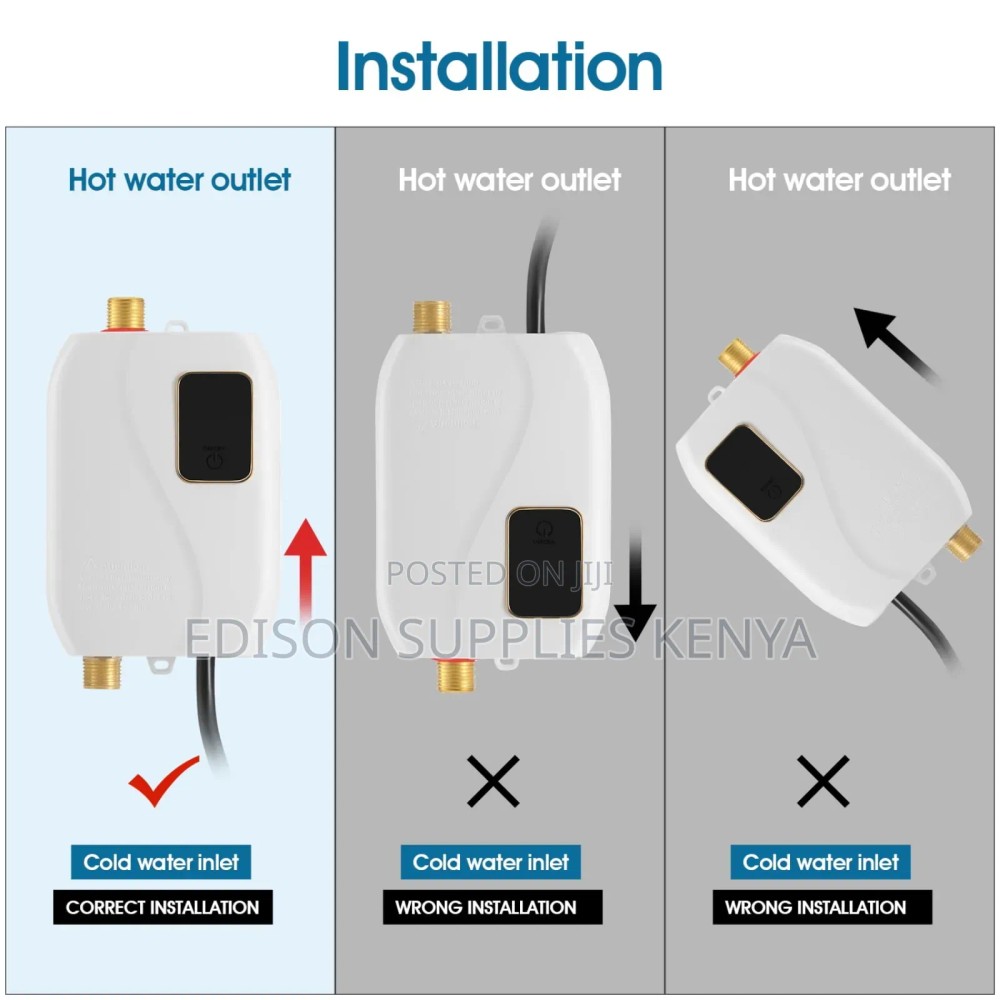 Installation
Hot water outlet
Hot water outlet
Hot water outlet
POSTED ON JIJI
EDISON SUPPLIES KENYA
Cold water inlet
Cold water inlet
Cold water inlet
CORRECT INSTALLATION
WRONG INSTALLATION
WRONG INSTALLATION